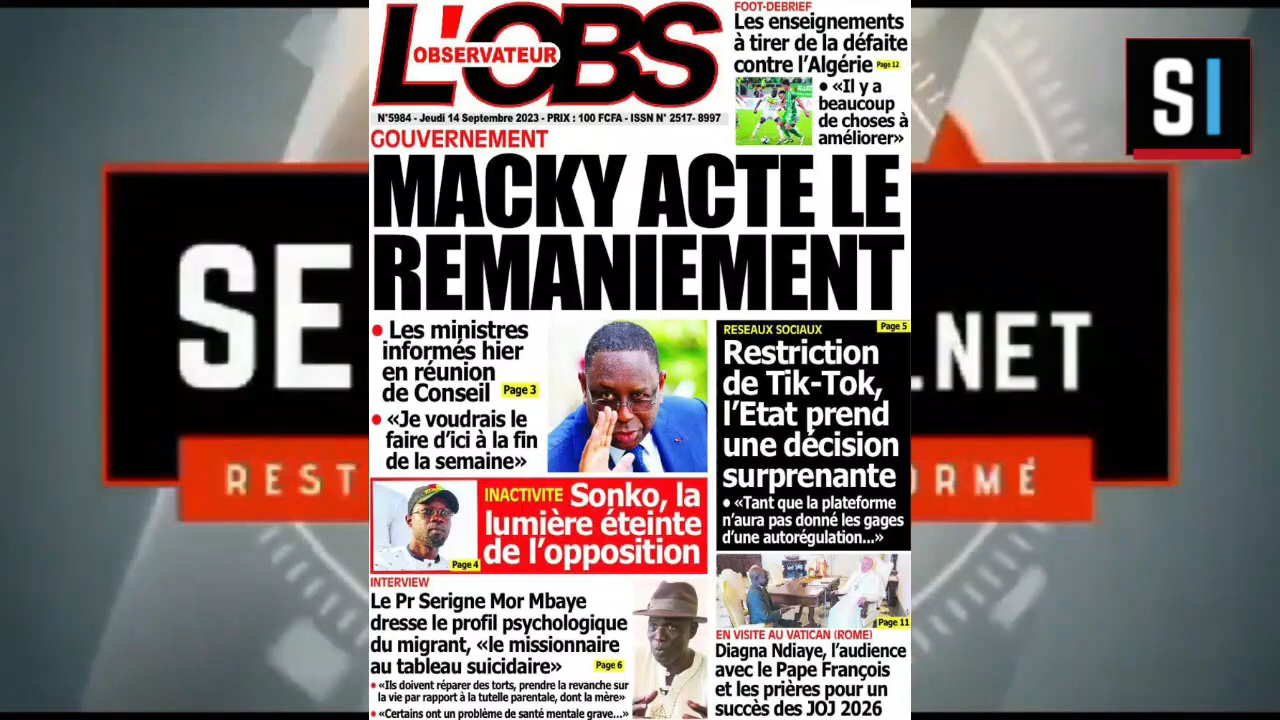 L'OBS
OBSERVATEUR
N°5984 - Jeudi 14 Septembre 2023 - PRIX : 100 FCFA - ISSN N° 2517- 8997
FOOT-DEBRIEF
Les enseignements
à tirer de la défaite
contre l'Algérie Page 12
• «Il y a
beaucoup
de choses à
améliorer»
SI
GOUVERNEMENT
MACKY ACTE LE
REMANIEMENT
• Les ministres
informés hier
en réunion
de Conseil Page 3
• «Je voudrais le
faire d'ici à la fin
de la semaine»
RESEAUX SOCIAUX Page 5
Restriction
de Tik-Tok,
l'Etat prend
une décision
surprenante
• «Tant que la plateforme
n'aura pas donné les gages
d'une autorégulation...»
INACTIVITE Sonko, la
lumière éteinte
de l'opposition
Page 4
INTERVIEW
Le Pr Serigne Mor Mbaye
dresse le profil psychologique
du migrant, «le missionnaire
au tableau suicidaire» Page 6
• «Ils doivent réparer des torts, prendre la revanche sur
la vie par rapport à la tutelle parentale, dont la mère»
• «Certains ont un problème de santé mentale grave...»
Page 11
EN VISITE AU VATICAN (ROME)
Diagna Ndiaye, l'audience
avec le Pape François
et les prières pour un
succès des JOJ 2026
SE
.NET
REST
ORMÉ